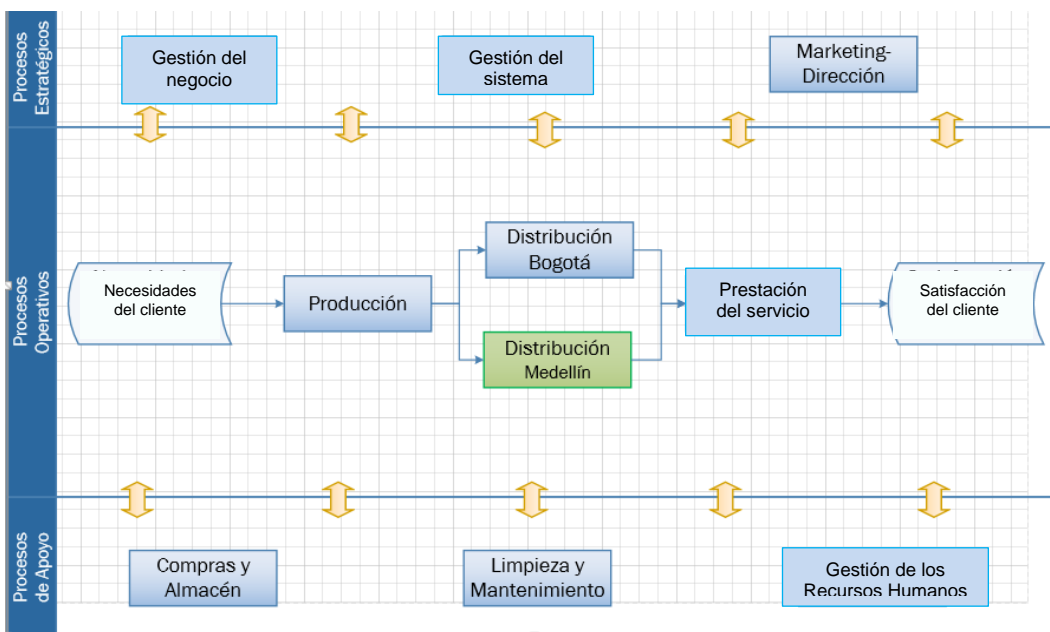 Procesos
Estratégicos
Gestión del
negocio
Gestión del
sistema
Marketing-
Dirección
Procesos
Operativos
Necesidades
del cliente
Producción
Distribución
Bogotá
Distribución
Medellín
Prestación
del servicio
Satisfacción
del cliente
Procesos
de Apoyo
Compras y
Almacén
Limpieza y
Mantenimiento
Gestión de los
Recursos Humanos